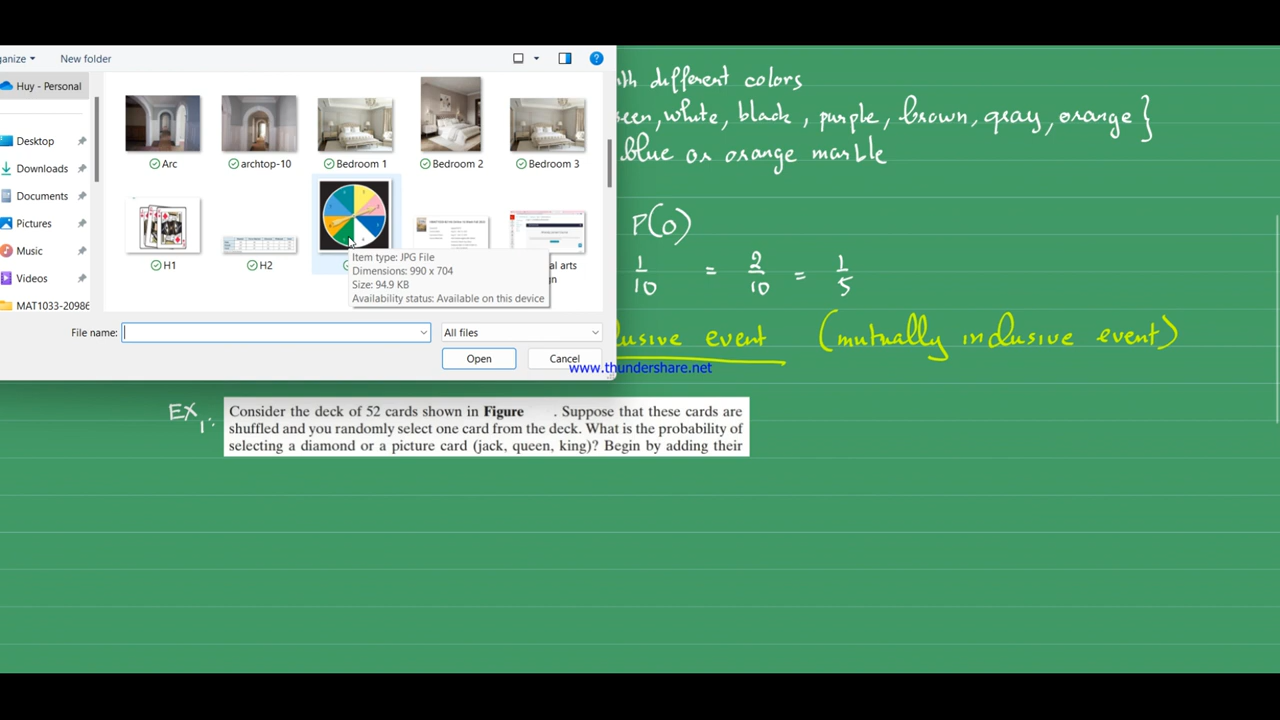 anize
New folder
Huy - Personal
Desktop
Downloads
Documents
Pictures
Music
Videos
MAT1033-20986
Arc
archtop-10
Bedroom 1
Bedroom 2
Bedroom 3
H1
H2
al arts
Item type: JPG File
Dimensions: 990 x 704
Size: 94.9 KB
Availability status: Available on this device
File name:
All files
Open
Cancel
www.thundershare.net
th different colors
een, white, black, purple, brown, gray, orange }
blue or orange marble
P(O)
1/10 = 2/10 = 1/5
usive event (mutually inclusive event)
EX 1:
Consider the deck of 52 cards shown in Figure . Suppose that these cards are
shuffled and you randomly select one card from the deck. What is the probability of
selecting a diamond or a picture card (jack, queen, king)? Begin by adding their